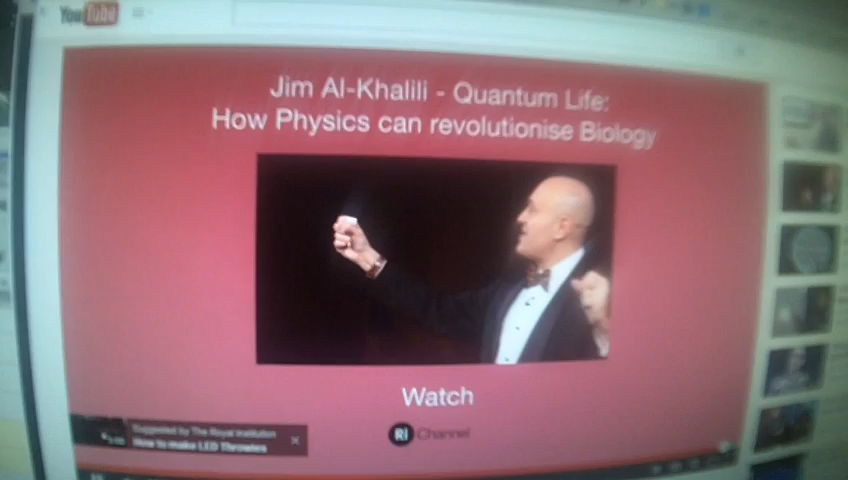 YouTube
Jim Al-Khalili - Quantum Life:
How Physics can revolutionise Biology
Watch
RI Channel
Suggested by The Royal Institution
How to make LED Throwies